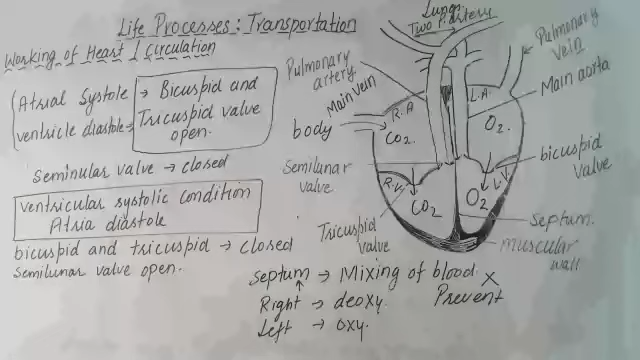 Life Processes: Transportation
Working of Heart / Circulation
Atrial Systole → Bicuspid and
ventricle diastole → Tricuspid valve
open.
Seminular valve → closed
ventricular systolic condition
Atria diastole
bicuspid and tricuspid → closed
Semilunar valve open.
Lungs
Two P.artery
Pulmonary
vein
Pulmonary
artery
Main vein
Main aorta
R.A
L.A.
body
CO2.
O2.
bicuspid
valve
Semilunar
valve
R.V.
L.V
CO2
O2
Septum.
Tricuspid
valve
muscular
wall
Septum → Mixing of blood X
Prevent
Right → deoxy.
Left → oxy.